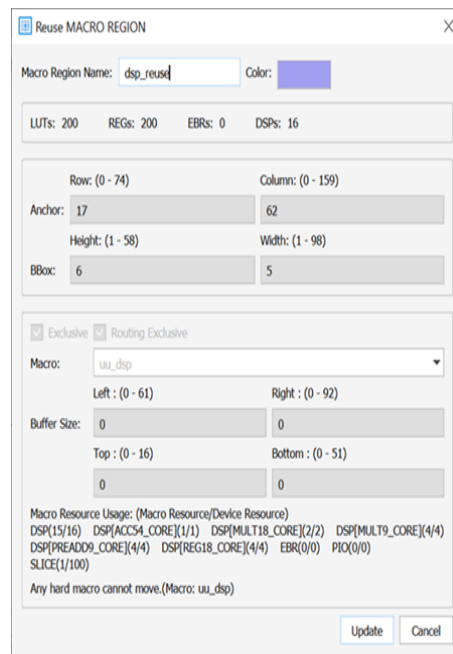 Reuse MACRO REGION
Macro Region Name: dsp_reuse Color:
LUTs: 200 REGs: 200 EBRs: 0 DSPs: 16
Row: (0 - 74) Column: (0 - 159)
Anchor: 17 62
Height: (1 - 58) Width: (1 - 98)
BBox: 6 5
Exclusive Routing Exclusive
Macro: uu_dsp
Left : (0 - 61) Right : (0 - 92)
Buffer Size: 0 0
Top : (0 - 16) Bottom : (0 - 51)
0 0
Macro Resource Usage: (Macro Resource/Device Resource)
DSP(15/16) DSP[ACC54_CORE](1/1) DSP[MULT18_CORE](2/2) DSP[MULT9_CORE](4/4)
DSP[PREADD9_CORE](4/4) DSP[REG18_CORE](4/4) EBR(0/0) PIO(0/0)
SLICE(1/100)
Any hard macro cannot move.(Macro: uu_dsp)
Update Cancel